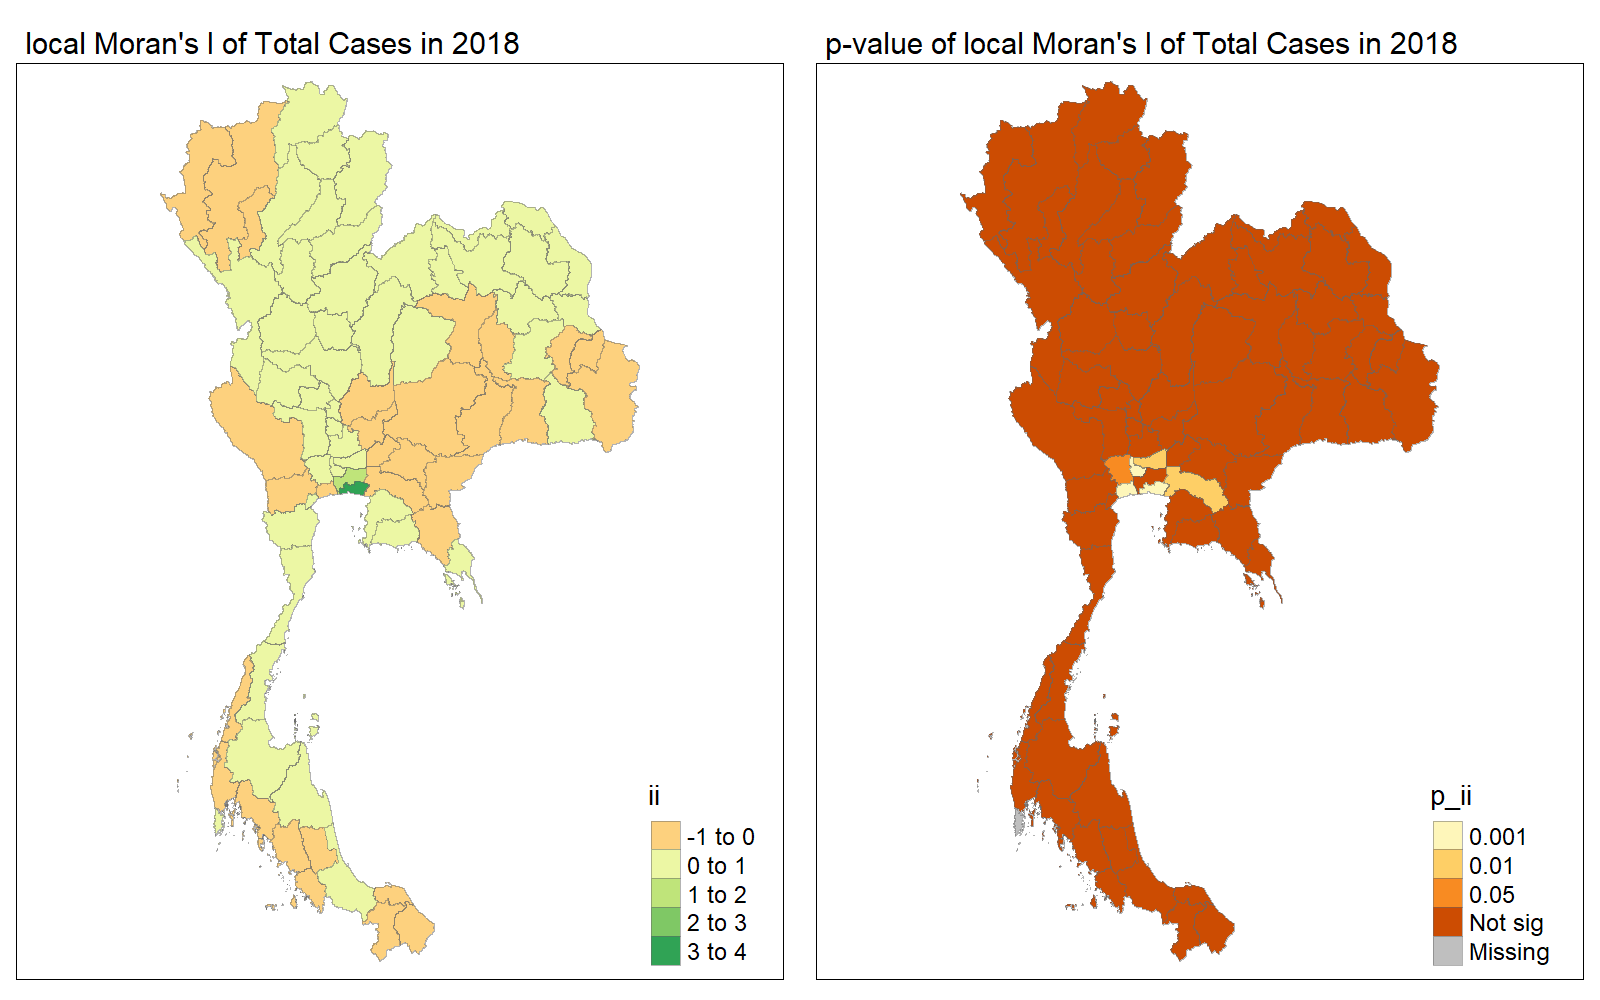 local Moran's I of Total Cases in 2018
p-value of local Moran's I of Total Cases in 2018
ii
-1 to 0
0 to 1
1 to 2
2 to 3
3 to 4
p_ii
0.001
0.01
0.05
Not sig
Missing